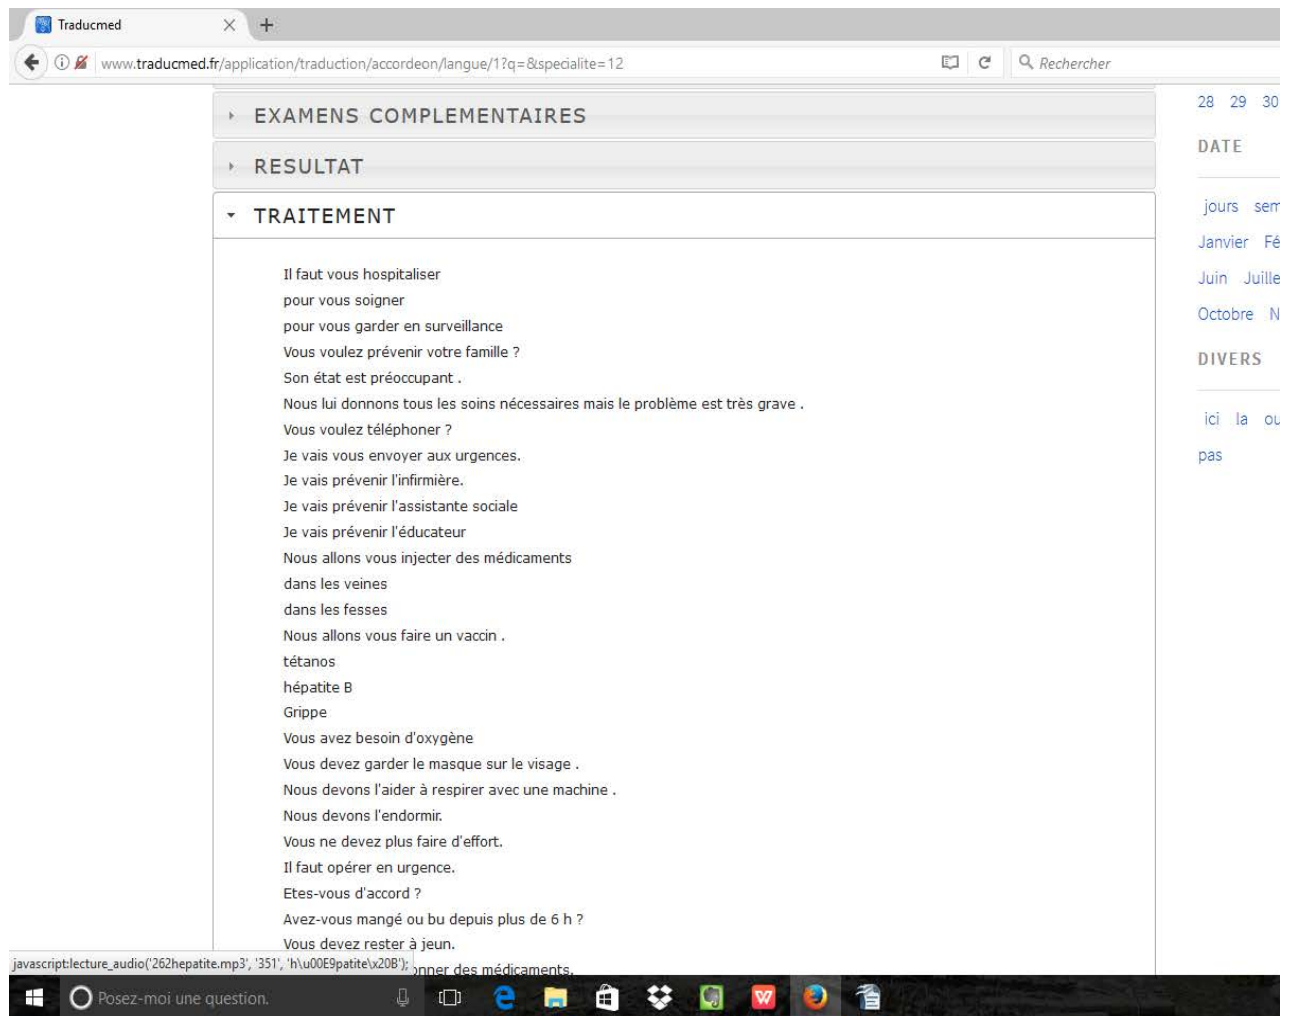 Traducmed
www.traducmed.fr/application/traduction/accordeon/langue/1?q=&specialite=12
Rechercher
EXAMENS COMPLEMENTAIRES
RESULTAT
TRAITEMENT
Il faut vous hospitaliser
pour vous soigner
pour vous garder en surveillance
Vous voulez prévenir votre famille ?
Son état est préoccupant .
Nous lui donnons tous les soins nécessaires mais le problème est très grave .
Vous voulez téléphoner ?
Je vais vous envoyer aux urgences.
Je vais prévenir l'infirmière.
Je vais prévenir l'assistante sociale
Je vais prévenir l'éducateur
Nous allons vous injecter des médicaments
dans les veines
dans les fesses
Nous allons vous faire un vaccin .
tétanos
hépatite B
Grippe
Vous avez besoin d'oxygène
Vous devez garder le masque sur le visage .
Nous devons l'aider à respirer avec une machine .
Nous devons l'endormir.
Vous ne devez plus faire d'effort.
Il faut opérer en urgence.
Etes-vous d'accord ?
Avez-vous mangé ou bu depuis plus de 6 h ?
Vous devez rester à jeun.
onner des médicaments.
28 29 30
DATE
jours sem
Janvier Fé
Juin Juille
Octobre N
DIVERS
ici la ou
pas
javascript:lecture_audio('262hepatite.mp3', '351', 'h\u00E9patite\x20B');
Posez-moi une question.